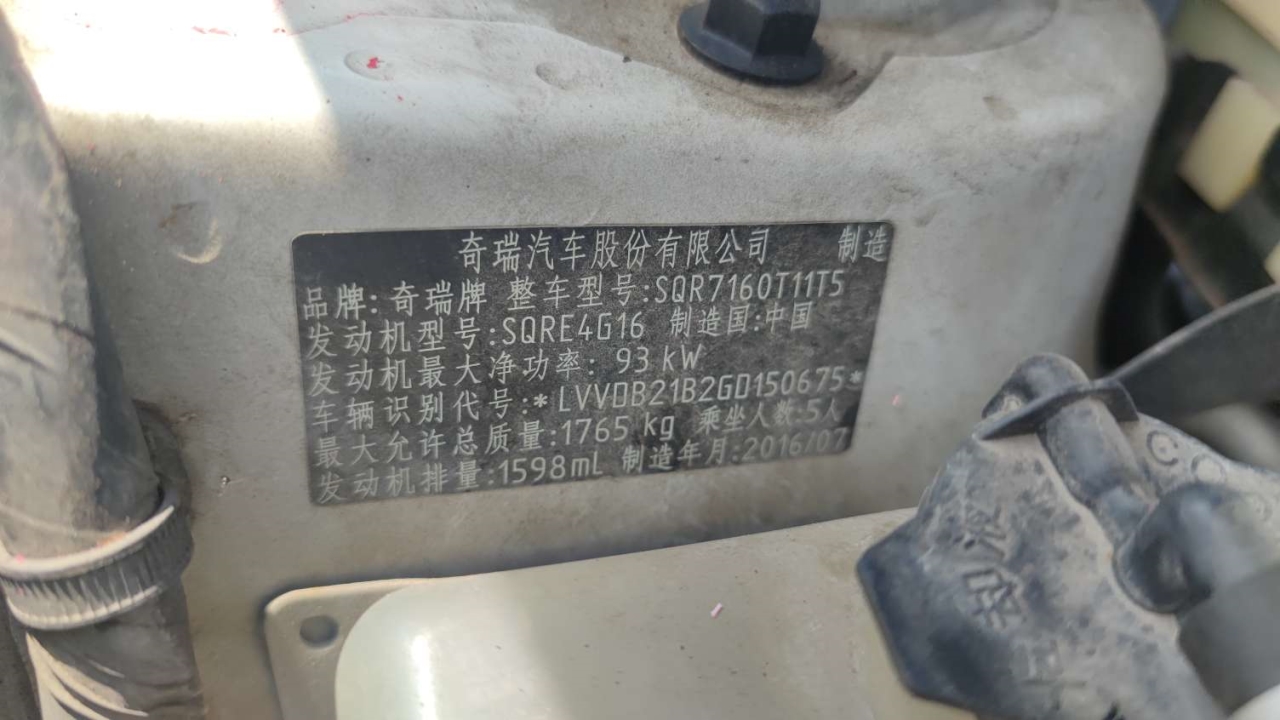 奇瑞汽车股份有限公司 制造
品牌:奇瑞牌 整车型号:SQR7160T11T5
发动机型号:SQRE4G16 制造国:中国
发动机最大净功率: 93 kW
车辆识别代号:*LVVDB21B2GD150675*
最大允许总质量:1765 kg 乘坐人数:5人
发动机排量:1598mL 制造年月:2016/07